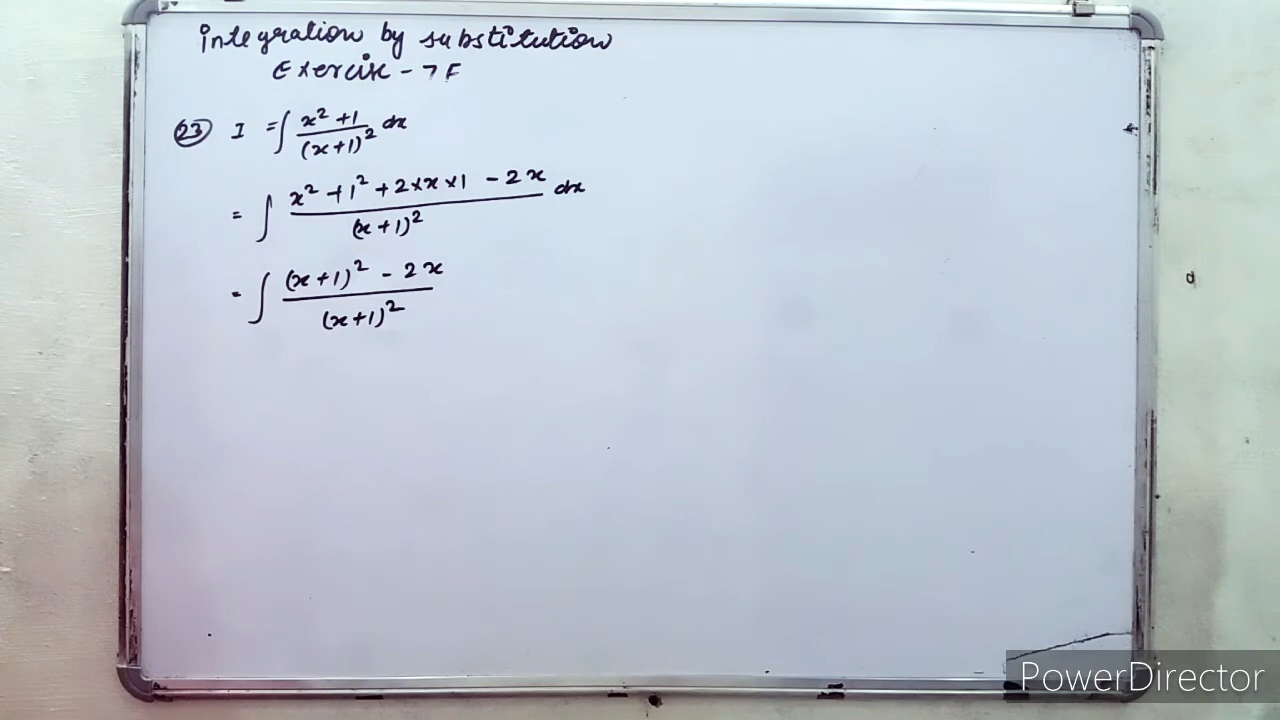 integration by substitution
Exercise - 7F
23 I = ∫ x² + 1 / (x+1)² dx
= ∫ x² + 1² + 2×x×1 - 2x / (x+1)² dx
= ∫ (x+1)² - 2x / (x+1)²
PowerDirector